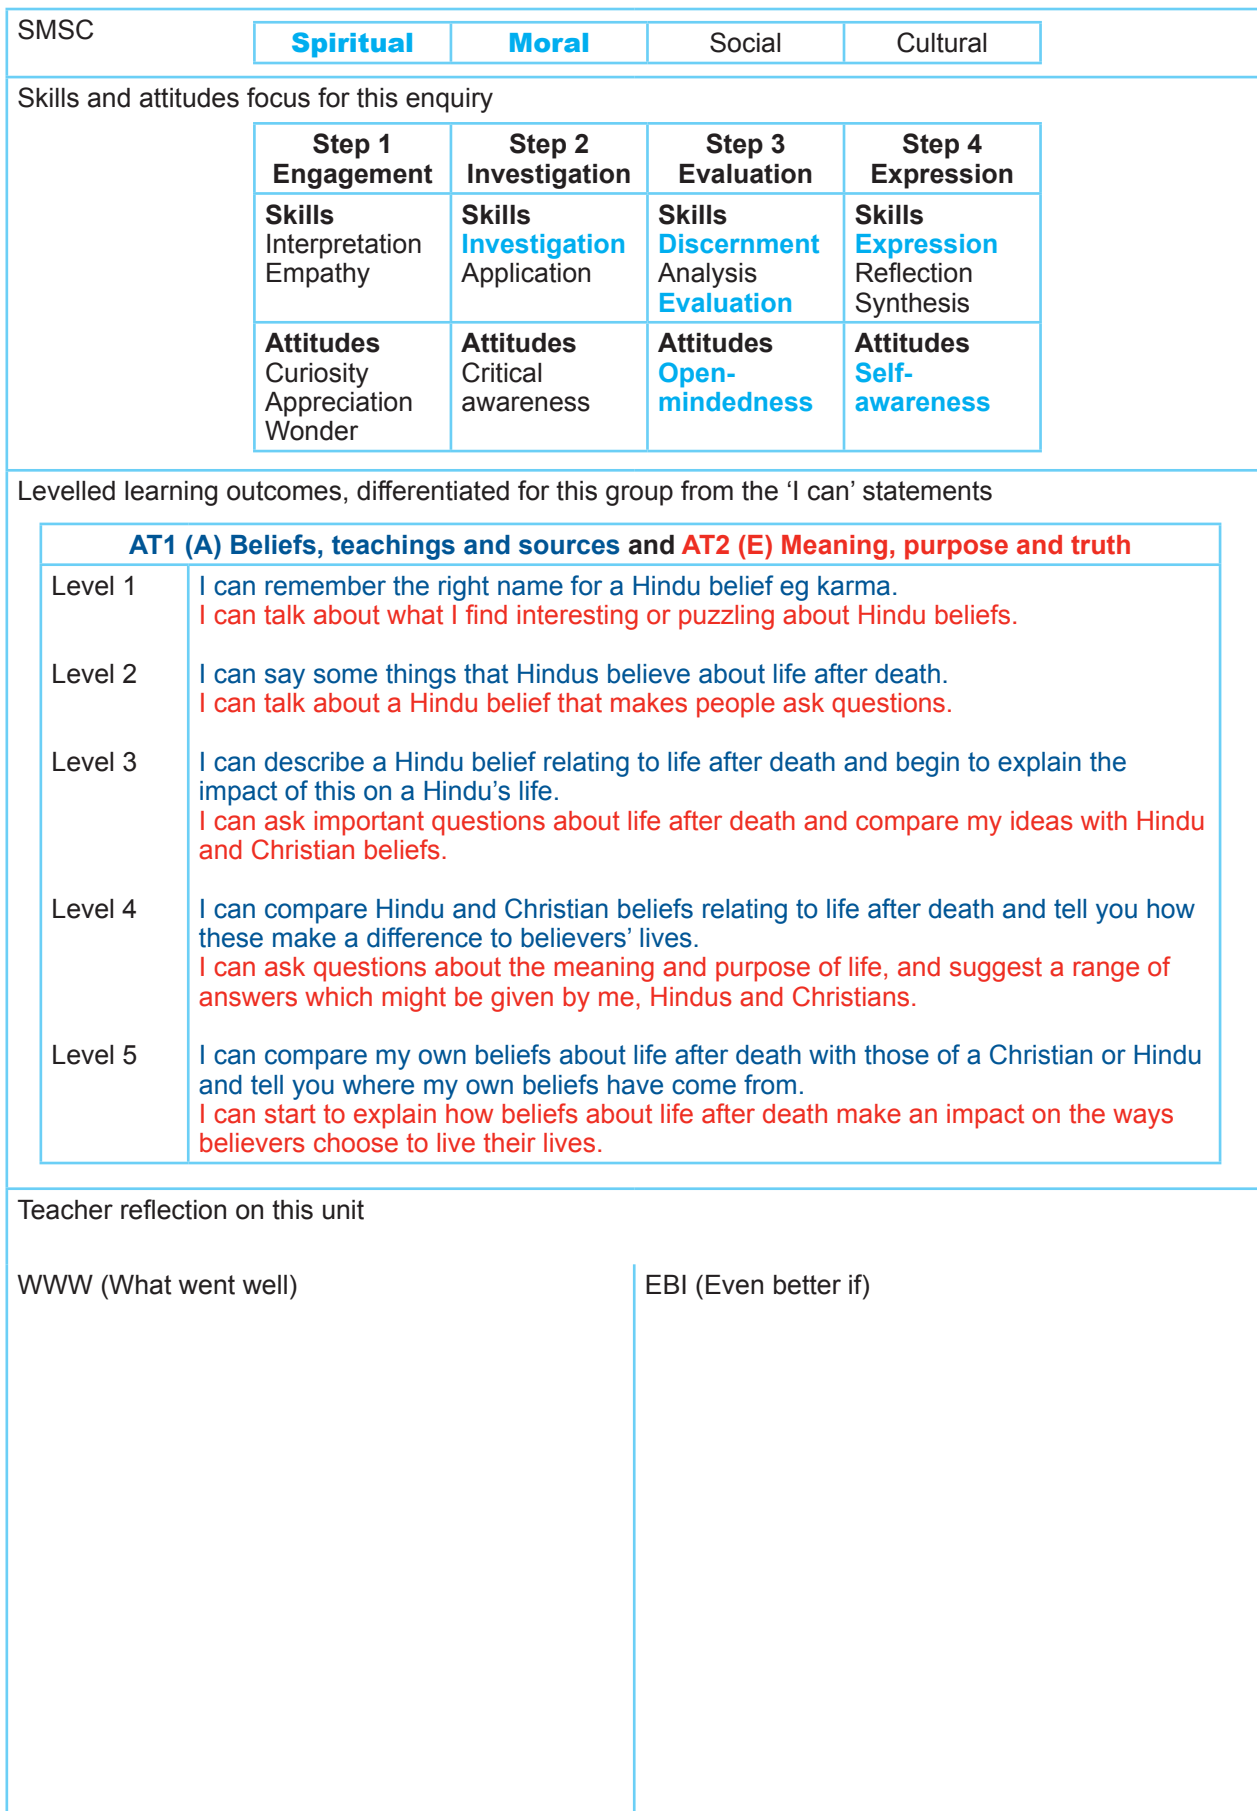 SMSC
Spiritual Moral Social Cultural
Skills and attitudes focus for this enquiry
Step 1 Step 2 Step 3 Step 4
Engagement Investigation Evaluation Expression
Skills Skills Skills Skills
Interpretation Investigation Discernment Expression
Empathy Application Analysis Reflection
Evaluation Synthesis
Attitudes Attitudes Attitudes Attitudes
Curiosity Critical Open- Self-
Appreciation awareness mindedness awareness
Wonder
Levelled learning outcomes, differentiated for this group from the ‘I can’ statements
AT1 (A) Beliefs, teachings and sources and AT2 (E) Meaning, purpose and truth
Level 1 I can remember the right name for a Hindu belief eg karma.
I can talk about what I find interesting or puzzling about Hindu beliefs.
Level 2 I can say some things that Hindus believe about life after death.
I can talk about a Hindu belief that makes people ask questions.
Level 3 I can describe a Hindu belief relating to life after death and begin to explain the
impact of this on a Hindu’s life.
I can ask important questions about life after death and compare my ideas with Hindu
and Christian beliefs.
Level 4 I can compare Hindu and Christian beliefs relating to life after death and tell you how
these make a difference to believers’ lives.
I can ask questions about the meaning and purpose of life, and suggest a range of
answers which might be given by me, Hindus and Christians.
Level 5 I can compare my own beliefs about life after death with those of a Christian or Hindu
and tell you where my own beliefs have come from.
I can start to explain how beliefs about life after death make an impact on the ways
believers choose to live their lives.
Teacher reflection on this unit
WWW (What went well) EBI (Even better if)